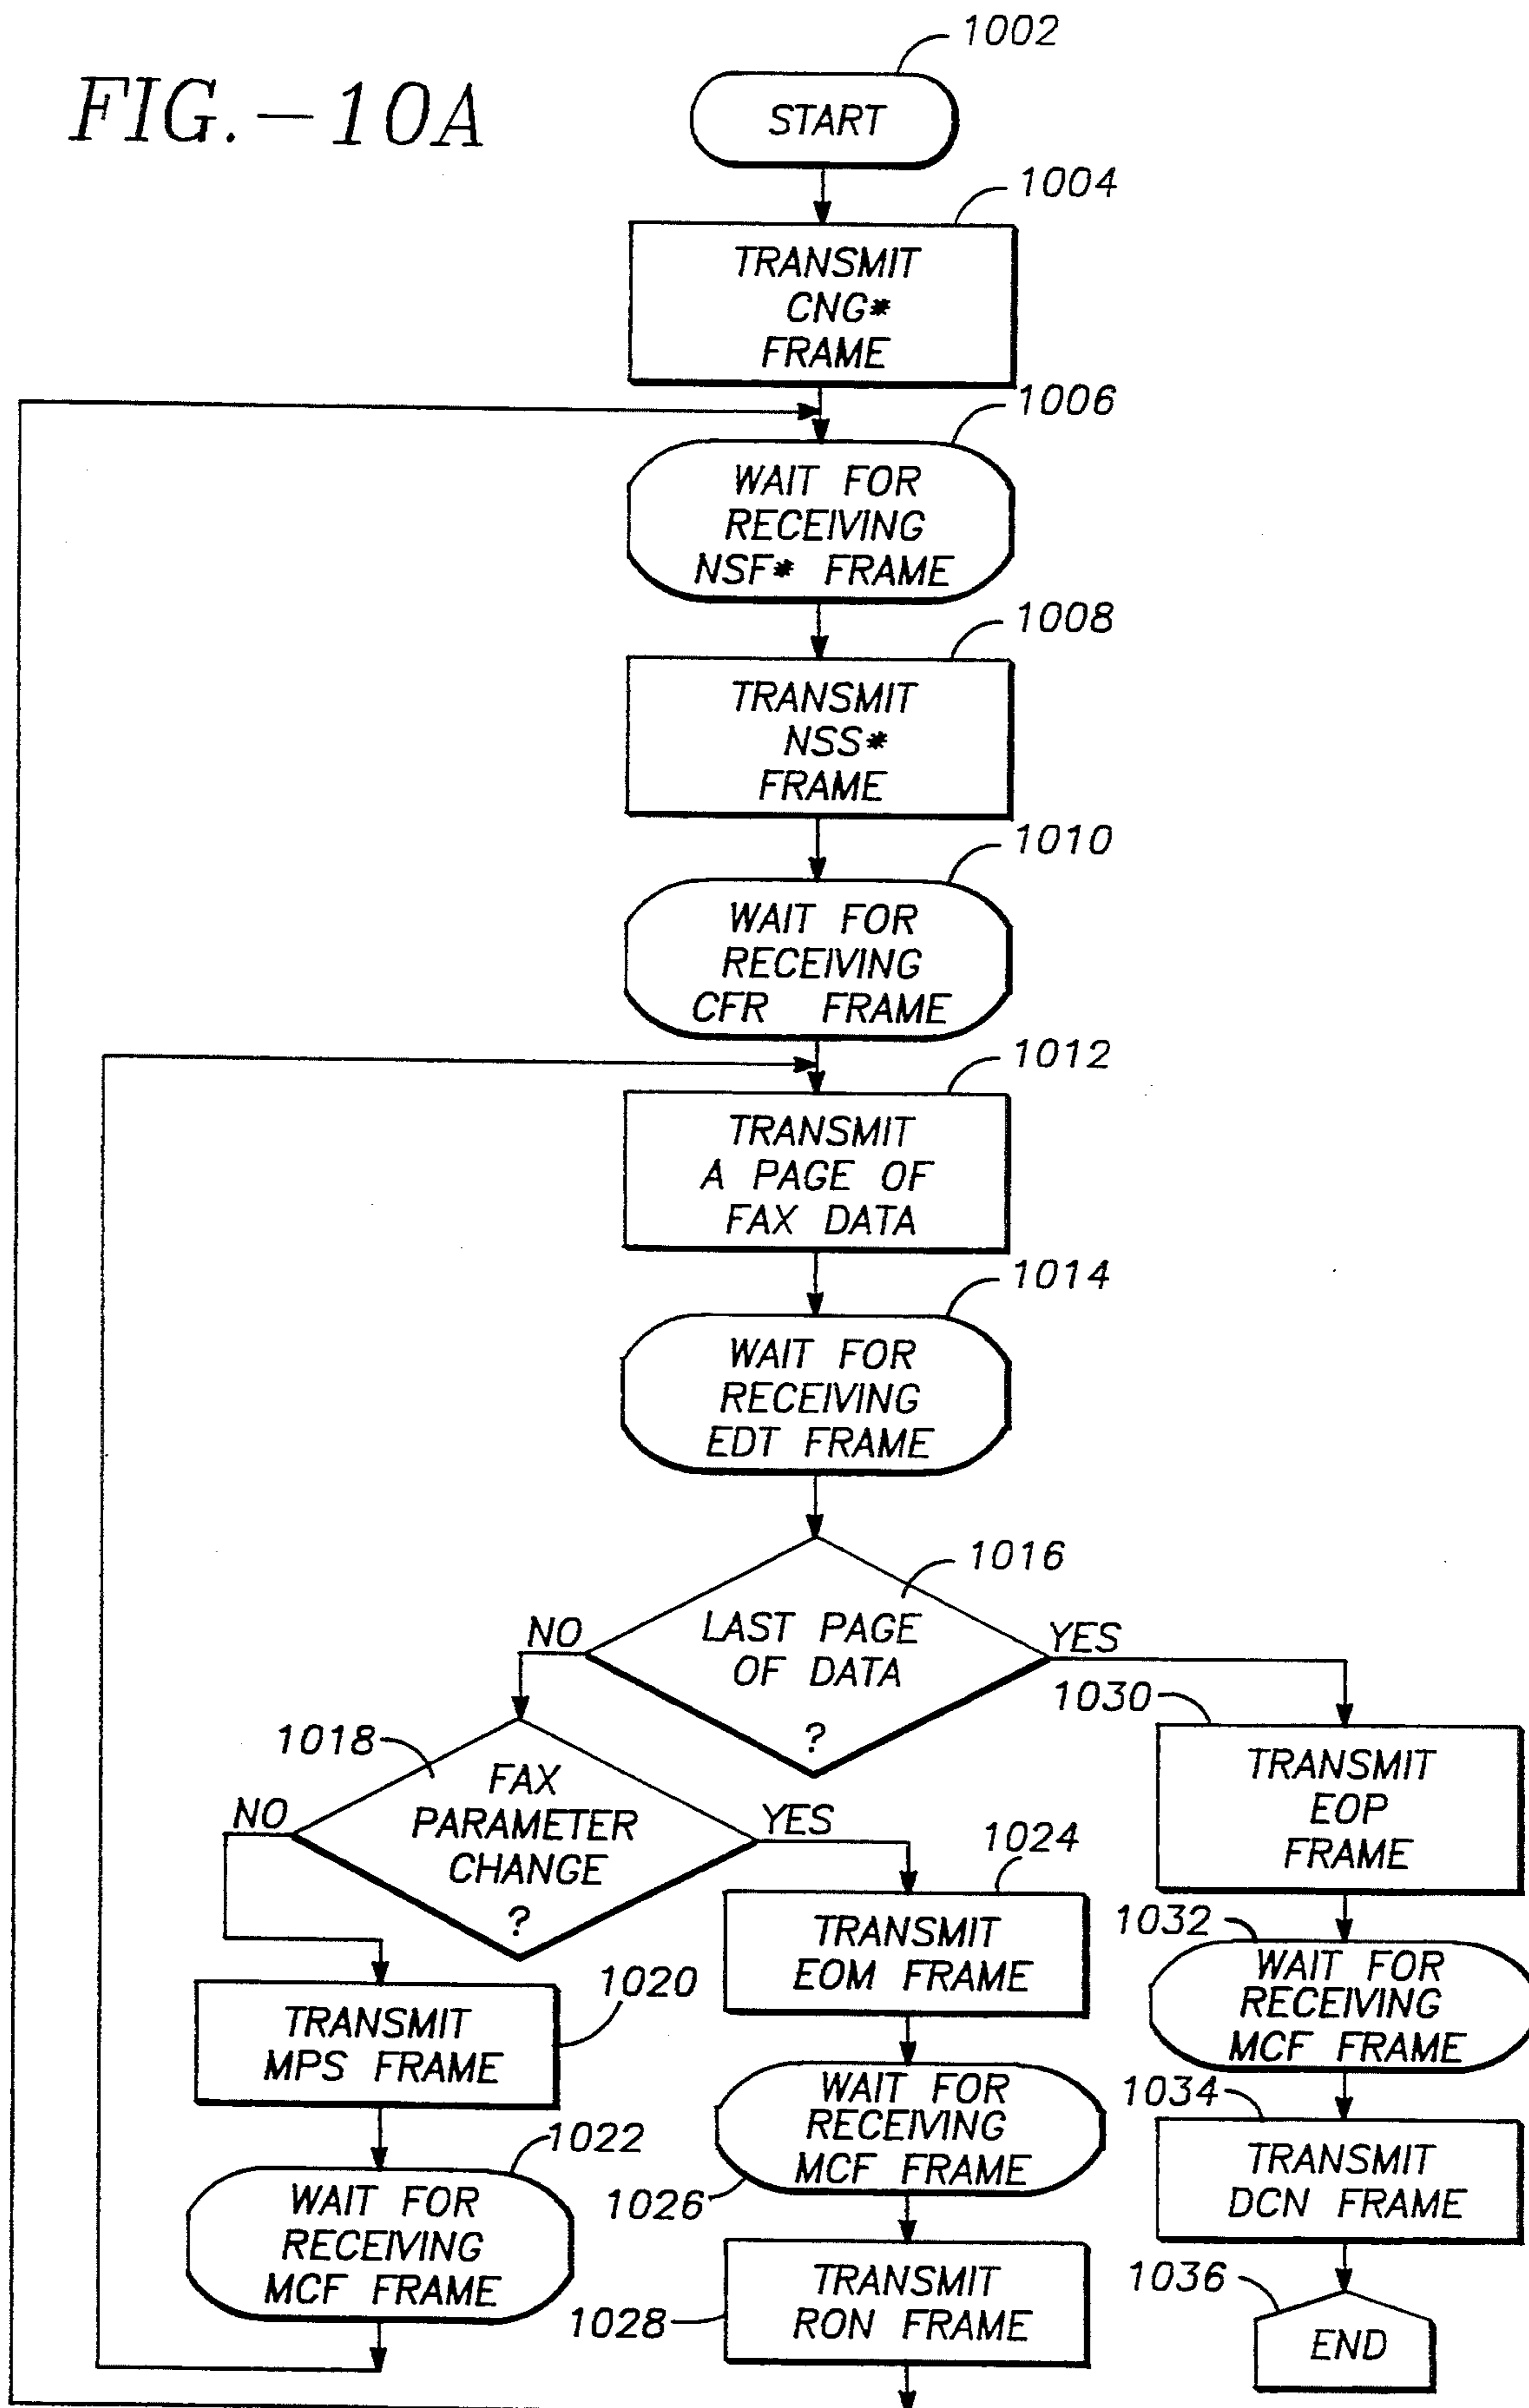 FIG.-10A
1002
START
1004
TRANSMIT
CNG*
FRAME
1006
WAIT FOR
RECEIVING
NSF* FRAME
1008
TRANSMIT
NSS*
FRAME
1010
WAIT FOR
RECEIVING
CFR FRAME
1012
TRANSMIT
A PAGE OF
FAX DATA
1014
WAIT FOR
RECEIVING
EDT FRAME
1016
LAST PAGE
OF DATA
?
NO
YES
1018
FAX
PARAMETER
CHANGE
?
NO
YES
1020
TRANSMIT
MPS FRAME
1022
WAIT FOR
RECEIVING
MCF FRAME
1024
TRANSMIT
EOM FRAME
1026
WAIT FOR
RECEIVING
MCF FRAME
1028
TRANSMIT
RON FRAME
1030
TRANSMIT
EOP
FRAME
1032
WAIT FOR
RECEIVING
MCF FRAME
1034
TRANSMIT
DCN FRAME
1036
END